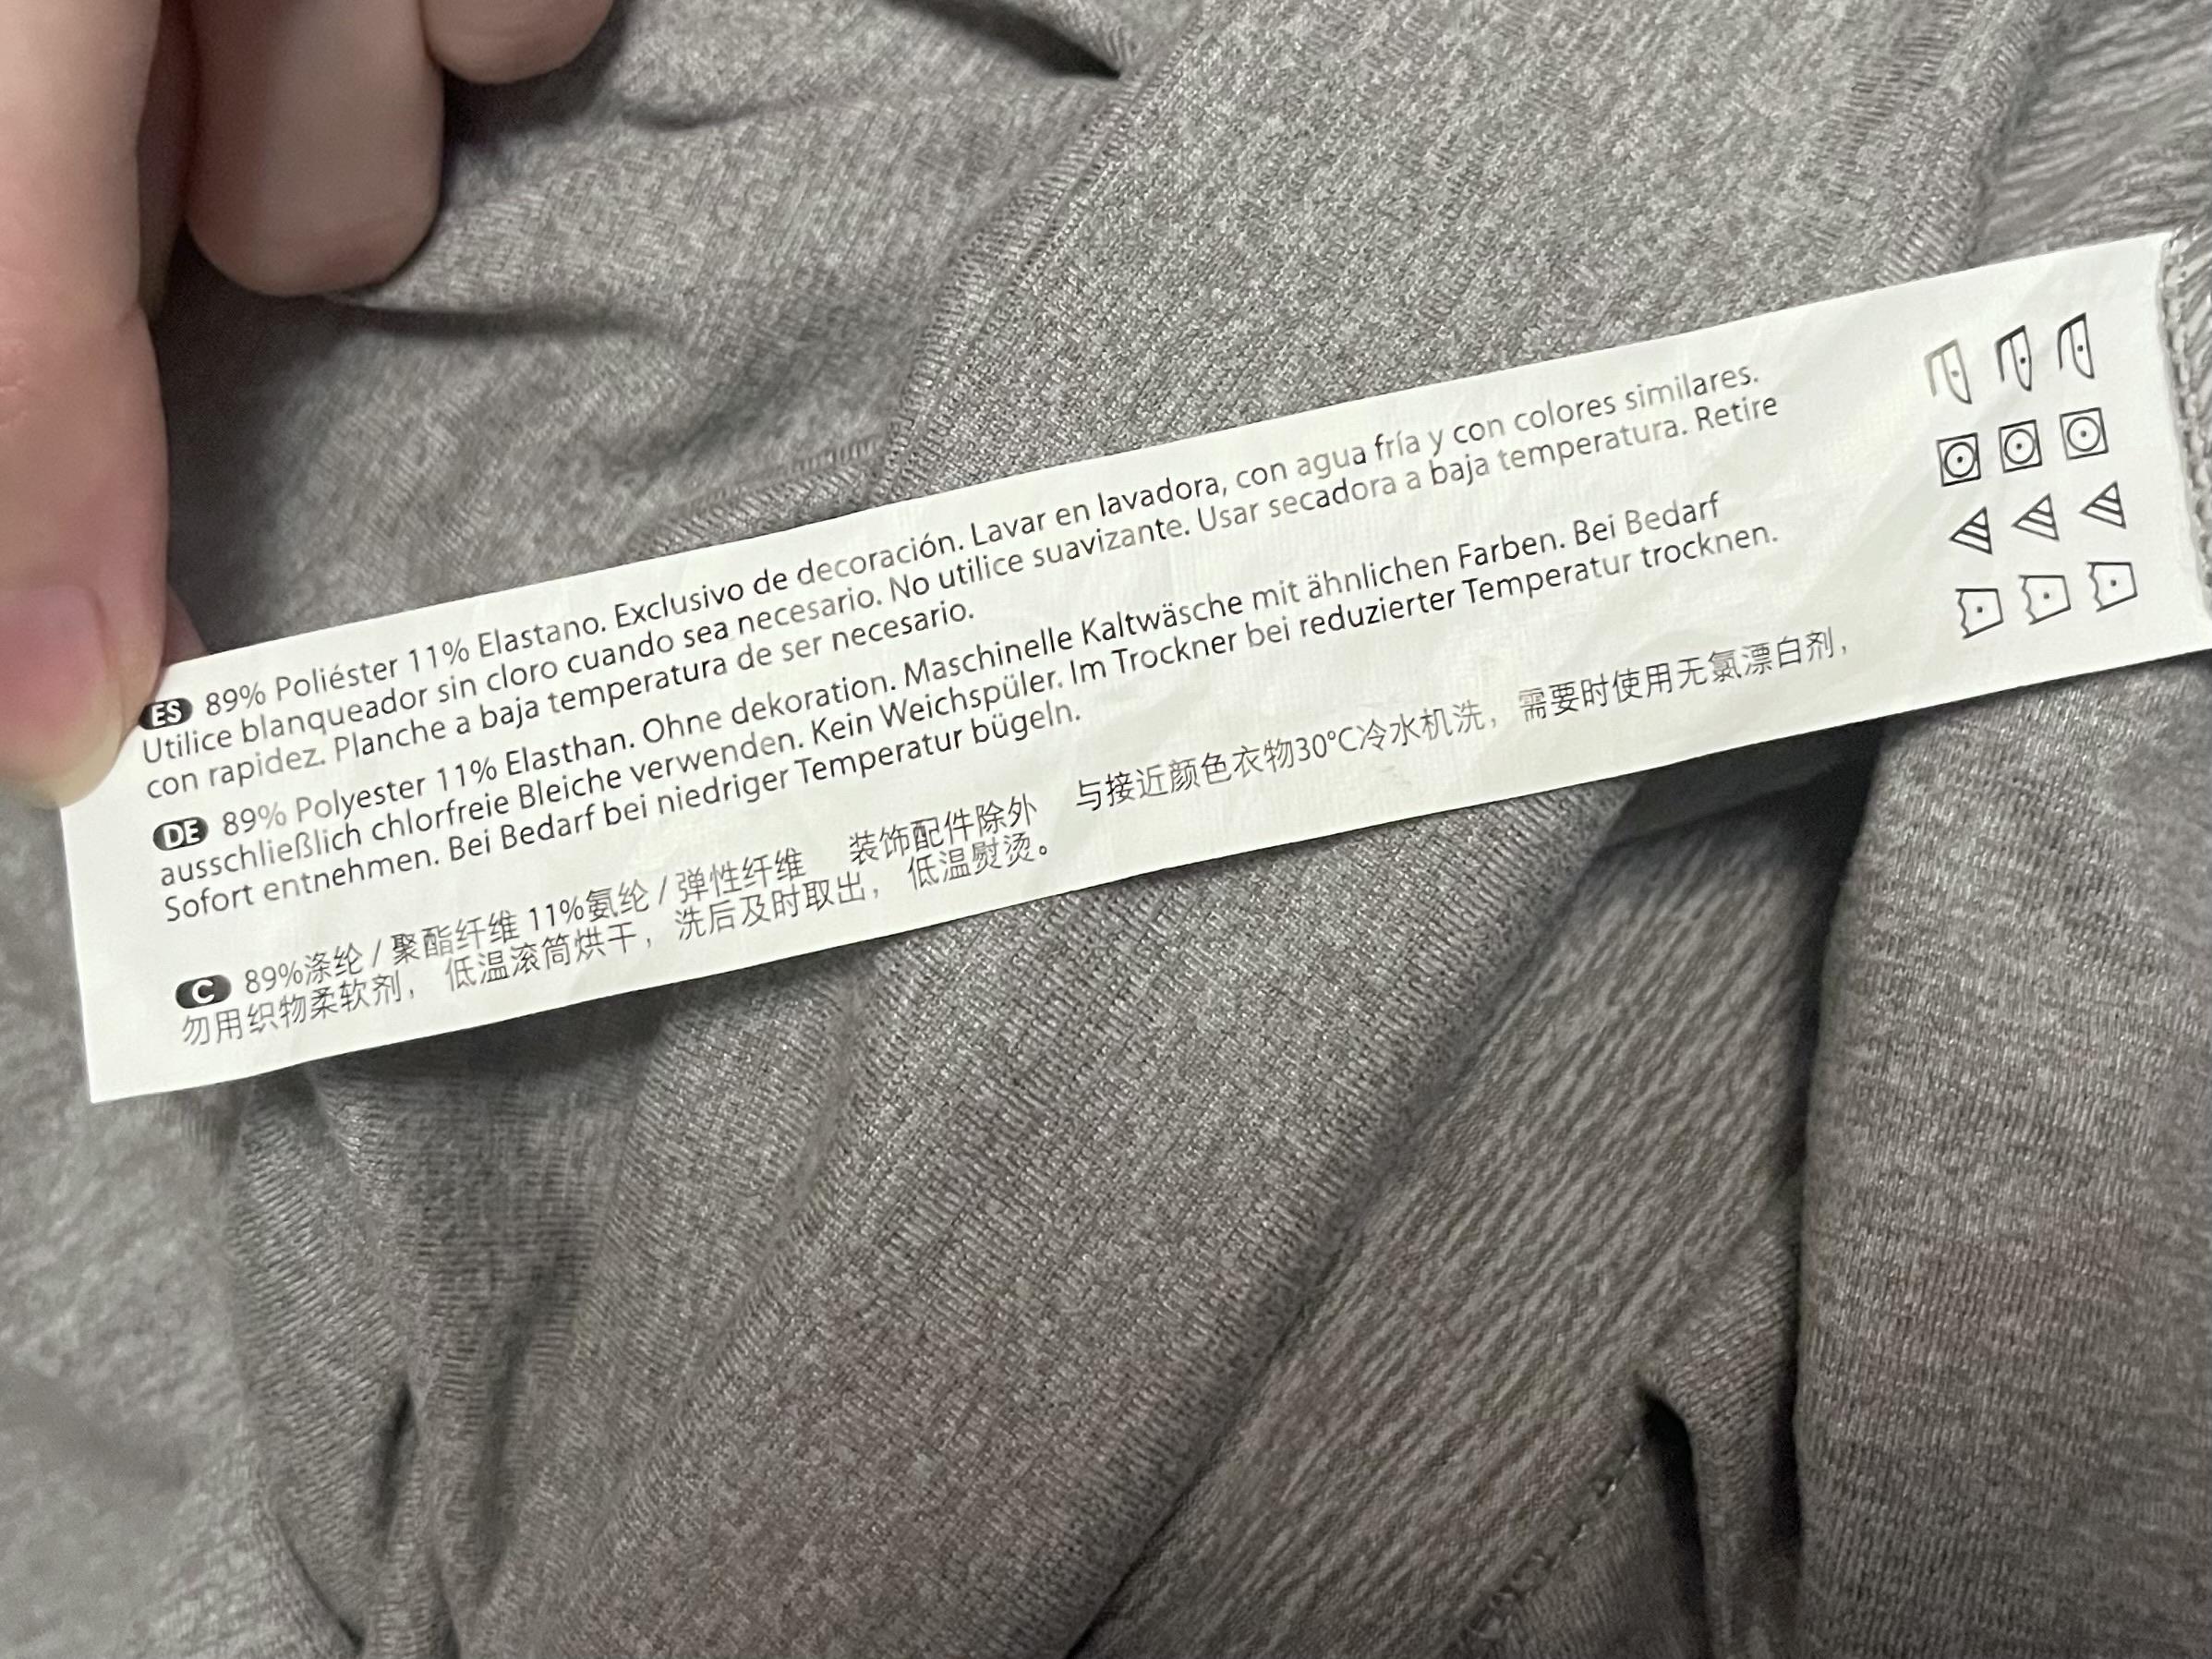 ES 89% Poliéster 11% Elastano. Exclusivo de decoración. Lavar en lavadora, con agua fría y con colores similares.
Utilice blanqueador sin cloro cuando sea necesario. No utilice suavizante. Usar secadora a baja temperatura. Retire
con rapidez. Planche a baja temperatura de ser necesario.
DE 89% Polyester 11% Elasthan. Ohne dekoration. Maschinelle Kaltwäsche mit ähnlichen Farben. Bei Bedarf
ausschließlich chlorfreie Bleiche verwenden. Kein Weichspüler. Im Trockner bei reduzierter Temperatur trocknen.
Sofort entnehmen. Bei Bedarf bei niedriger Temperatur bügeln.
C 89%涤纶 / 聚酯纤维 11%氨纶 / 弹性纤维 装饰配件除外 与接近颜色衣物30°C冷水机洗，需要时使用无氯漂白剂，
勿用织物柔软剂，低温滚筒烘干，洗后及时取出，低温熨烫。